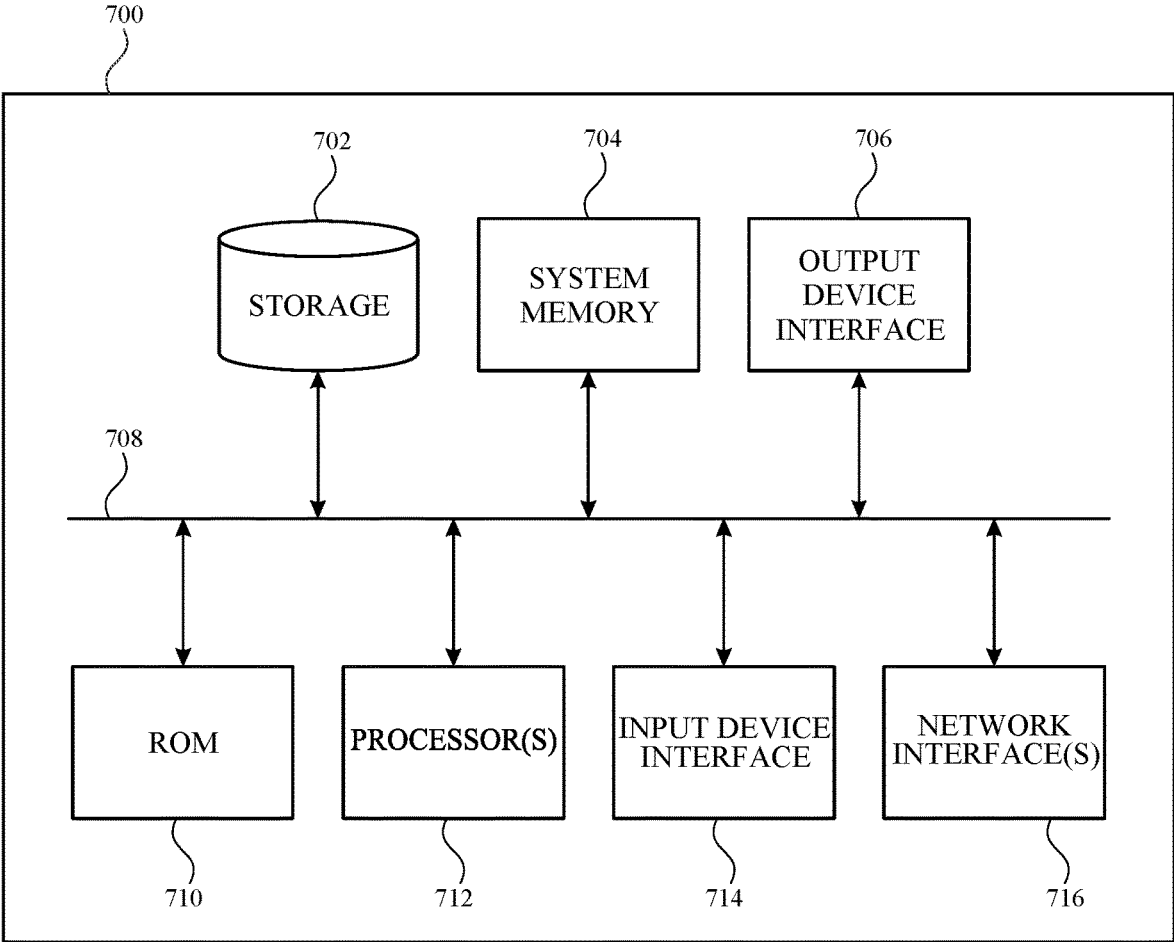 700
702
704
706
STORAGE
SYSTEM
MEMORY
OUTPUT
DEVICE
INTERFACE
708
ROM
PROCESSOR(S)
INPUT DEVICE
INTERFACE
NETWORK
INTERFACE(S)
710
712
714
716